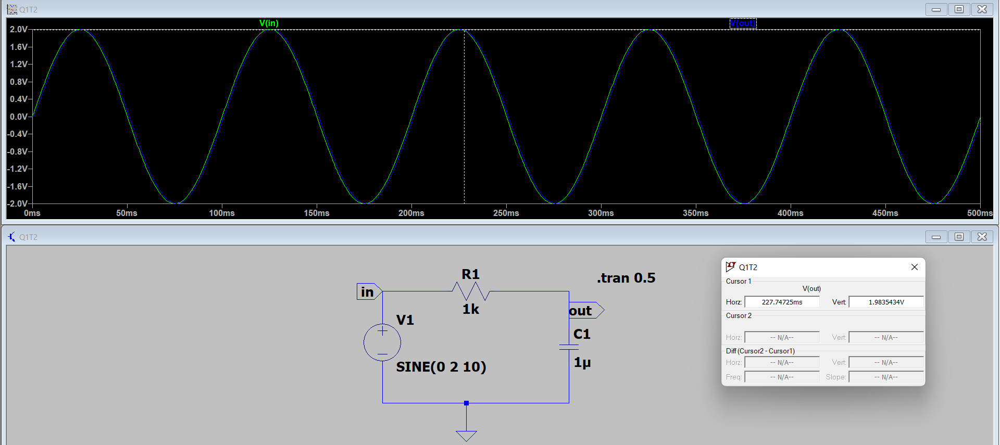 Q1T2
V(in) V(out)
2.0V
1.6V
1.2V
0.8V
0.4V
0.0V
-0.4V
-0.8V
-1.2V
-1.6V
-2.0V
0ms 50ms 100ms 150ms 200ms 250ms 300ms 350ms 400ms 450ms 500ms
Q1T2
R1
1k
.tran 0.5
in
out
V1
SINE(0 2 10)
C1
1µ
Q1T2
Cursor 1
V(out)
Horz: 227.74725ms Vert: 1.9835434V
Cursor 2
Horz: -- N/A-- Vert: -- N/A--
Diff (Cursor2 - Cursor1)
Horz: -- N/A-- Vert: -- N/A--
Freq: -- N/A-- Slope: -- N/A--